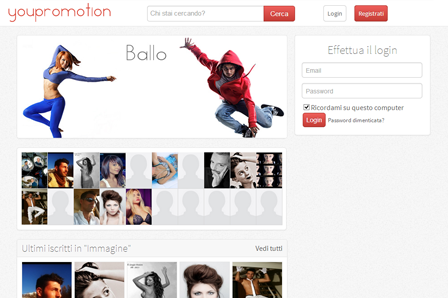 youpromotion
Chi stai cercando?
Cerca
Login
Registrati
Ballo
Effettua il login
Email
Password
Ricordami su questo computer
Login
Password dimenticata?
Ultimi iscritti in "Immagine"
Vedi tutti